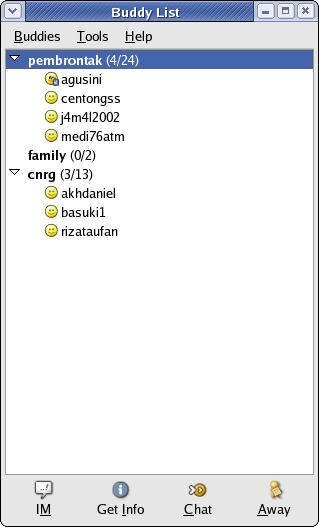 Buddy List
Buddies Tools Help
pembrontak (4/24)
agusini
centongss
j4m4l2002
medi76atm
family (0/2)
cnrg (3/13)
akhdaniel
basuki1
rizataufan
IM Get Info Chat Away